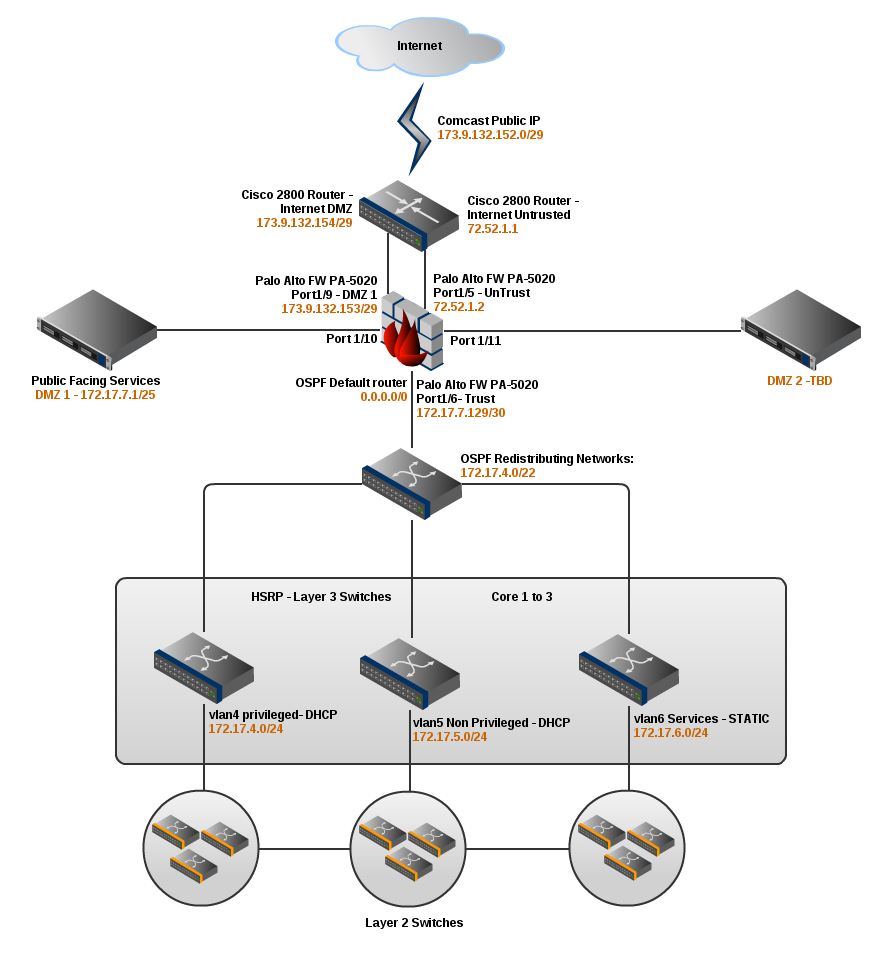 Internet
Comcast Public IP
173.9.132.152.0/29
Cisco 2800 Router -
Internet DMZ
173.9.132.154/29
Cisco 2800 Router -
Internet Untrusted
72.52.1.1
Palo Alto FW PA-5020
Port1/9 - DMZ 1
173.9.132.153/29
Palo Alto FW PA-5020
Port1/5 - UnTrust
72.52.1.2
Port 1/10
Port 1/11
Public Facing Services
DMZ 1 - 172.17.7.1/25
DMZ 2 -TBD
OSPF Default router
0.0.0.0/0
Palo Alto FW PA-5020
Port1/6- Trust
172.17.7.129/30
OSPF Redistributing Networks:
172.17.4.0/22
HSRP - Layer 3 Switches
Core 1 to 3
vlan4 privileged- DHCP
172.17.4.0/24
vlan5 Non Privileged - DHCP
172.17.5.0/24
vlan6 Services - STATIC
172.17.6.0/24
Layer 2 Switches